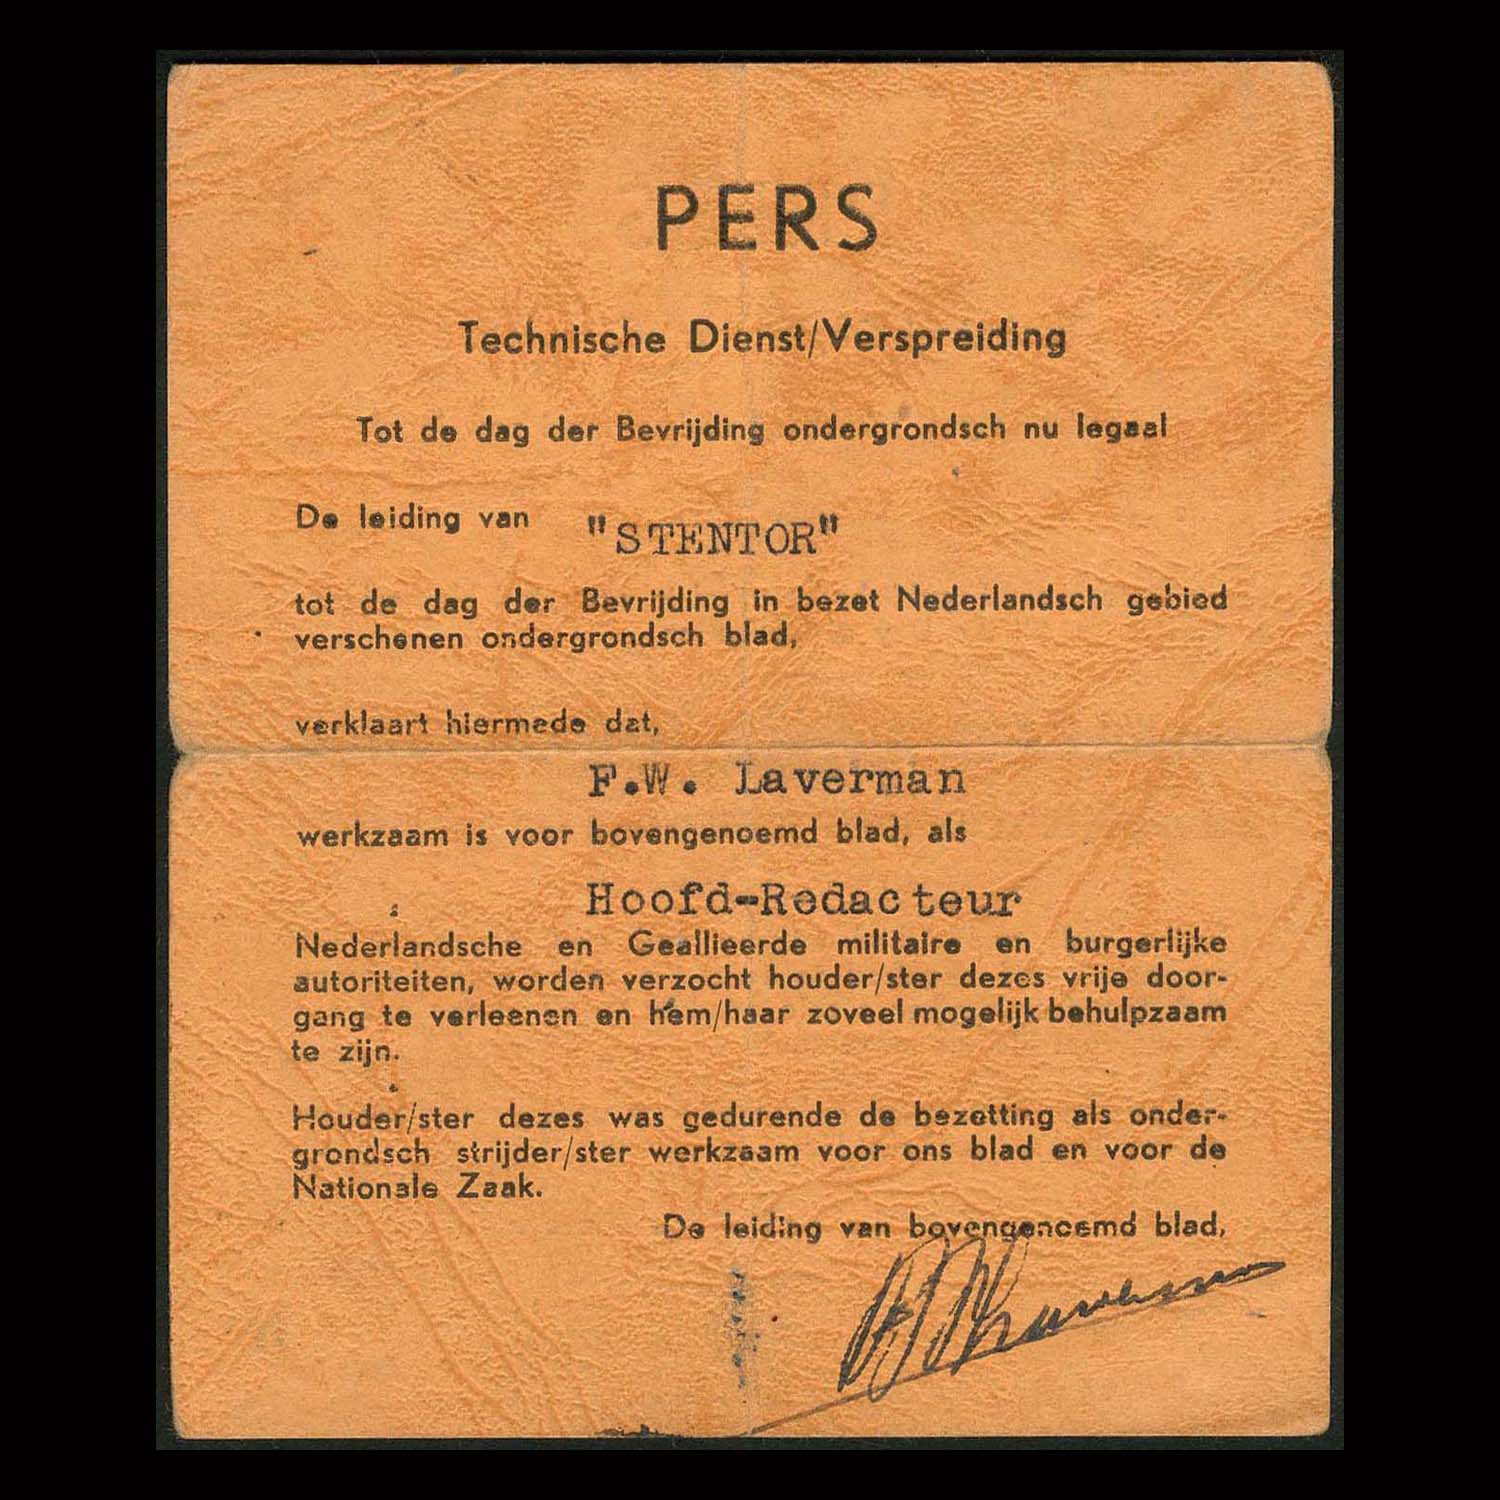 PERS
Technische Dienst/Verspreiding
Tot de dag der Bevrijding ondergrondsch nu legaal
De leiding van "STENTOR"
tot de dag der Bevrijding in bezet Nederlandsch gebied
verschenen ondergrondsch blad,
verklaart hiermede dat,
F.W. Laverman
werkzaam is voor bovengenoemd blad, als
Hoofd-Redacteur
Nederlandsche en Geallieerde militaire en burgerlijke
autoriteiten, worden verzocht houder/ster dezes vrije door-
gang te verleenen en hem/haar zoveel mogelijk behulpzaam
te zijn.
Houder/ster dezes was gedurende de bezetting als onder-
grondsch strijder/ster werkzaam voor ons blad en voor de
Nationale Zaak.
De leiding van bovengenoemd blad,